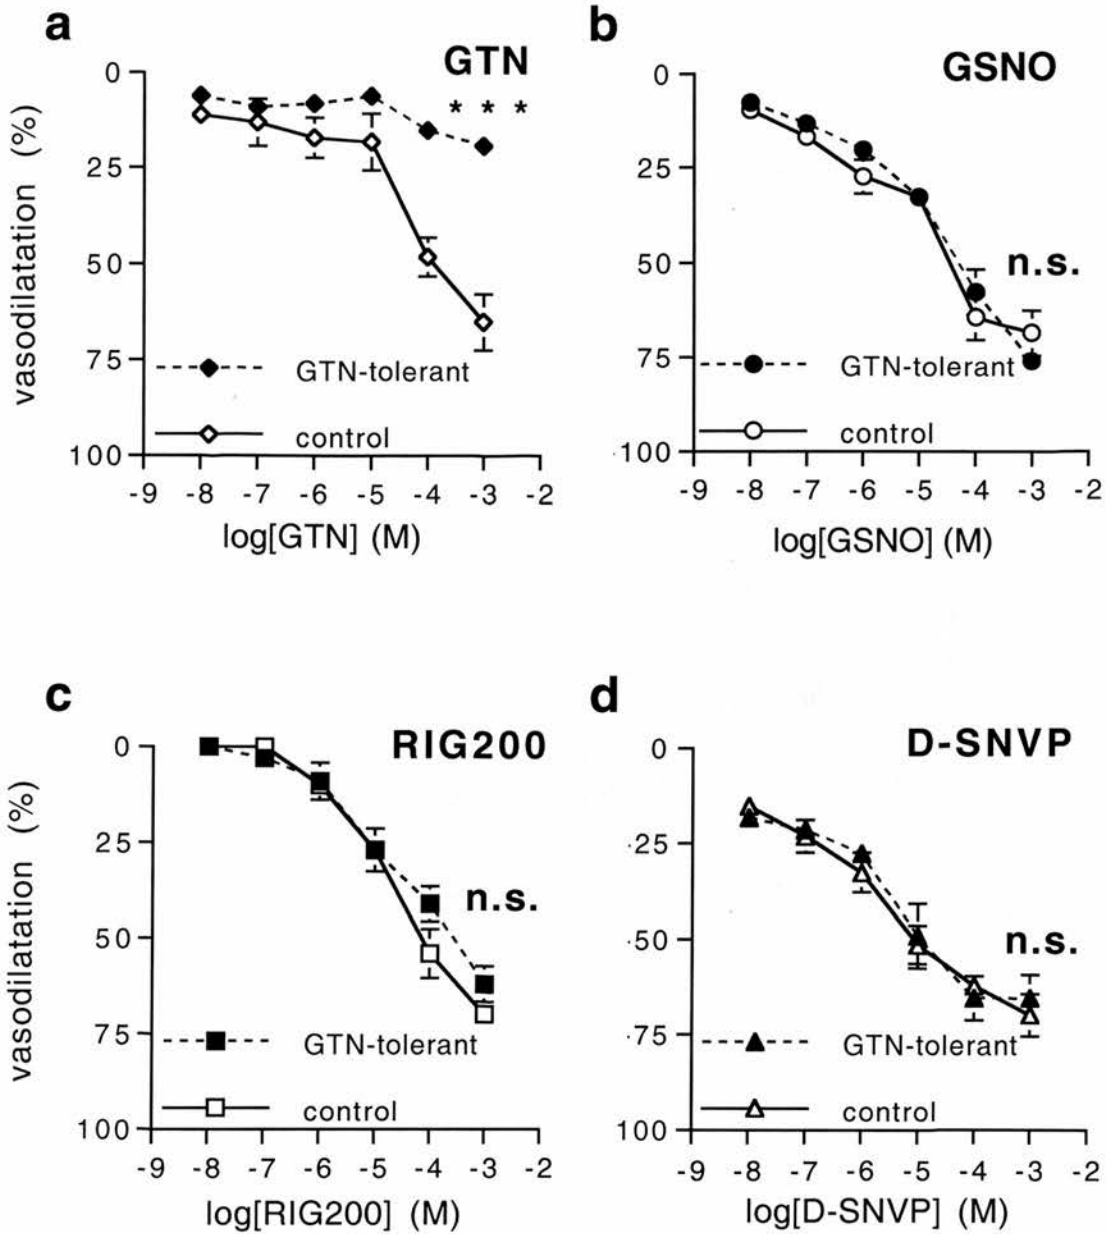 a
GTN
0
* * *
25
50
75
100
vasodilatation (%)
GTN-tolerant
control
-9 -8 -7 -6 -5 -4 -3 -2
log[GTN] (M)
b
GSNO
0
25
50
75
100
n.s.
GTN-tolerant
control
-9 -8 -7 -6 -5 -4 -3 -2
log[GSNO] (M)
c
RIG200
0
25
50
75
100
vasodilatation (%)
n.s.
GTN-tolerant
control
-9 -8 -7 -6 -5 -4 -3 -2
log[RIG200] (M)
d
D-SNVP
0
25
50
75
100
n.s.
GTN-tolerant
control
-9 -8 -7 -6 -5 -4 -3 -2
log[D-SNVP] (M)